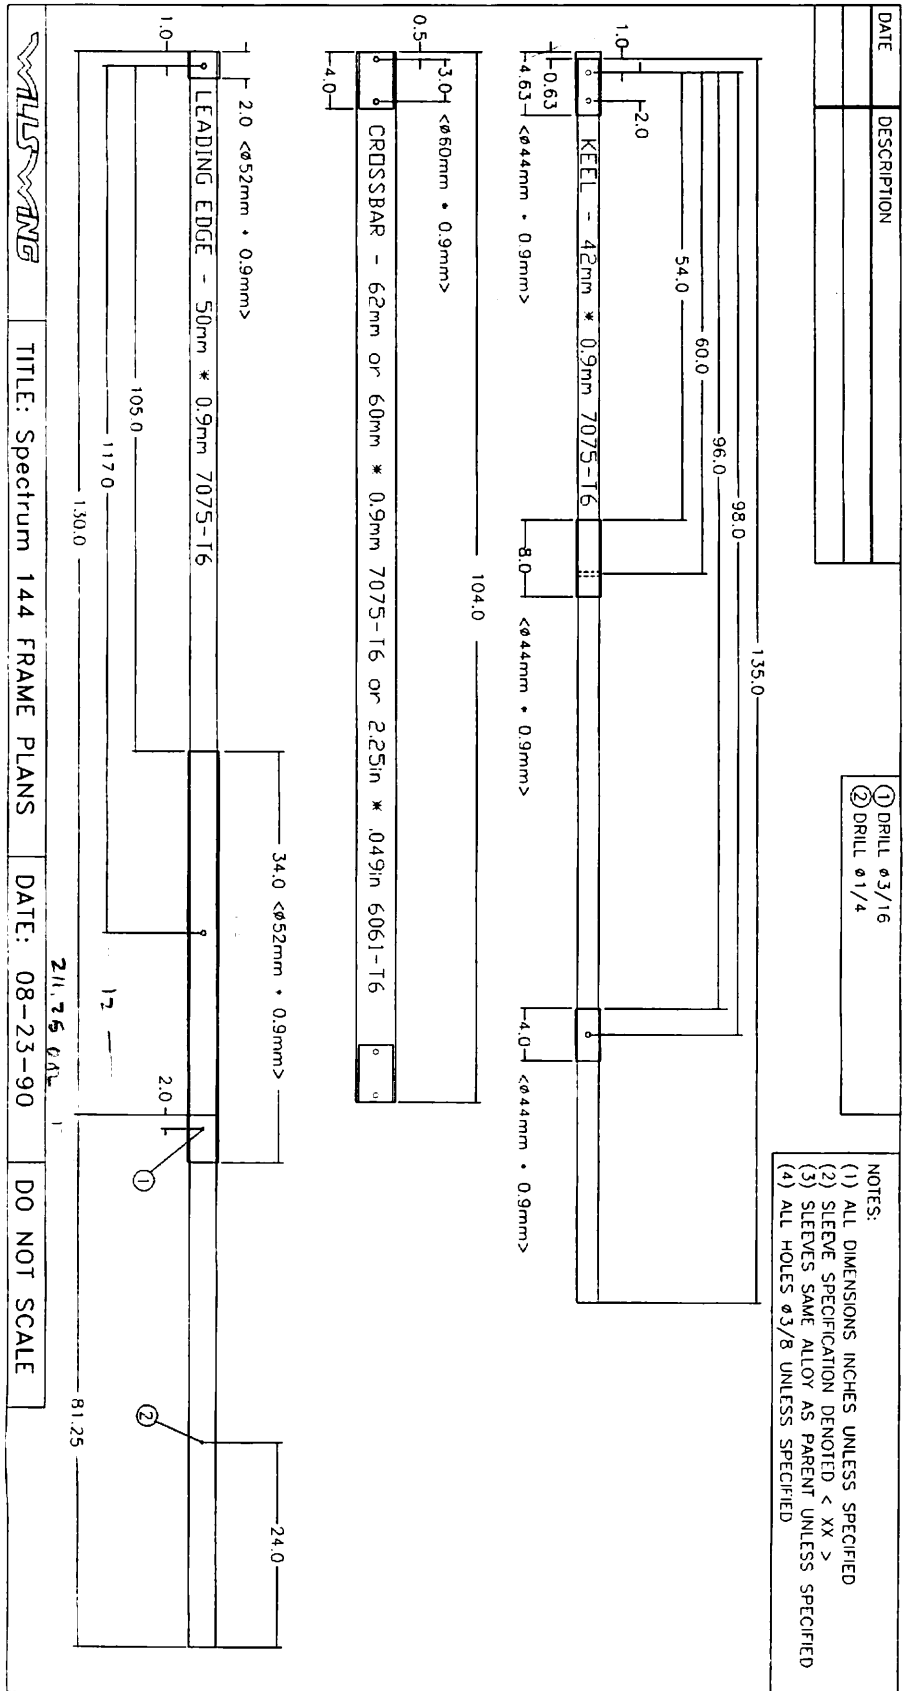 DATE DESCRIPTION
① DRILL ø3/16
② DRILL ø1/4
NOTES:
(1) ALL DIMENSIONS INCHES UNLESS SPECIFIED
(2) SLEEVE SPECIFICATION DENOTED < XX >
(3) SLEEVES SAME ALLOY AS PARENT UNLESS SPECIFIED
(4) ALL HOLES ø3/8 UNLESS SPECIFIED
135.0
98.0
96.0
60.0
54.0
1.0
2.0
KEEL - 42mm * 0.9mm 7075-T6
0.63
4.63 <ø44mm * 0.9mm>
8.0 <ø44mm * 0.9mm>
4.0 <ø44mm * 0.9mm>
104.0
3.0 <ø60mm * 0.9mm>
0.5
CROSSBAR - 62mm or 60mm * 0.9mm 7075-T6 or 2.25in * .049in 6061-T6
4.0
34.0 <ø52mm * 0.9mm>
24.0
2.0 <ø52mm * 0.9mm>
LEADING EDGE - 50mm * 0.9mm 7075-T6
1.0
2.0
①
②
105.0
117.0
12
130.0
81.25
WILLS WING
TITLE: Spectrum 144 FRAME PLANS
DATE: 08-23-90
DO NOT SCALE